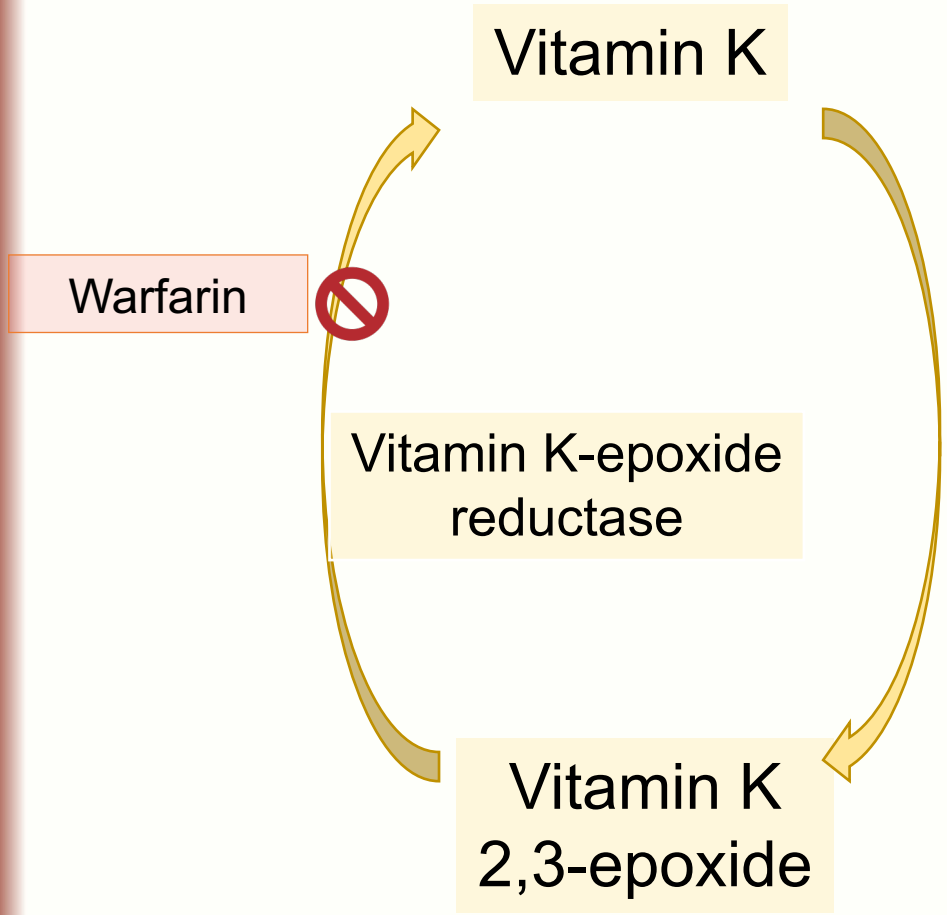 Vitamin K
Warfarin
Vitamin K-epoxide
reductase
Vitamin K
2,3-epoxide